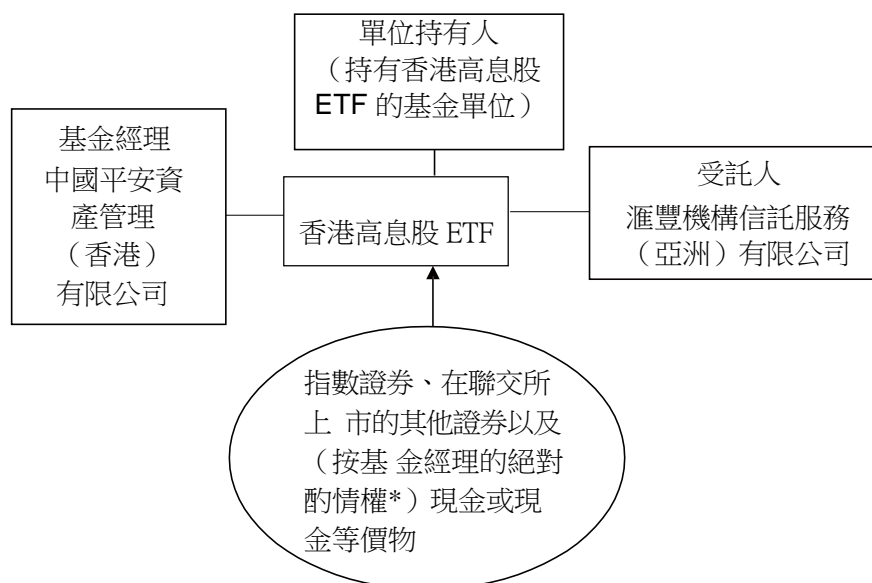 單位持有人
（持有香港高息股
ETF 的基金單位）
基金經理
中國平安資
產管理
（香港）
有限公司
香港高息股 ETF
受託人
滙豐機構信託服務
（亞洲）有限公司
指數證券、在聯交所
上 市的其他證券以及
（按基 金經理的絕對
酌情權*）現金或現
金等價物